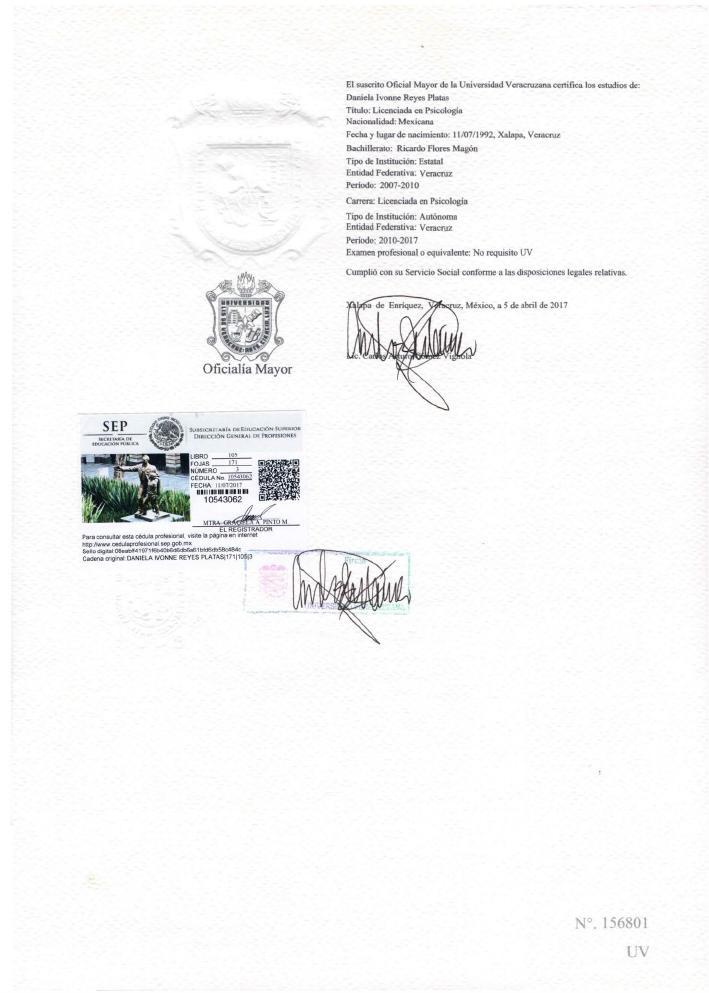 El suscrito Oficial Mayor de la Universidad Veracruzana certifica los estudios de:
Daniela Ivonne Reyes Platas
Título: Licenciada en Psicología
Nacionalidad: Mexicana
Fecha y lugar de nacimiento: 11/07/1992, Xalapa, Veracruz
Bachillerato: Ricardo Flores Magón
Tipo de Institución: Estatal
Entidad Federativa: Veracruz
Periodo: 2007-2010
Carrera: Licenciada en Psicología
Tipo de Institución: Autónoma
Entidad Federativa: Veracruz
Periodo: 2010-2017
Examen profesional o equivalente: No requisito UV
Cumplió con su Servicio Social conforme a las disposiciones legales relativas.
Xalapa de Enríquez, Veracruz, México, a 5 de abril de 2017
Lic. Carlos Arturo Gómez Vignola
UNIVERSIDAD
Oficialía Mayor
SEP
SECRETARÍA DE
EDUCACIÓN PÚBLICA
SUBSECRETARÍA DE EDUCACIÓN SUPERIOR
DIRECCIÓN GENERAL DE PROFESIONES
LIBRO 105
FOJAS 171
NÚMERO 3
CÉDULA No. 10543062
FECHA 11/07/2017
10543062
MTRA. GRACIELA A. PINTO M
EL REGISTRADOR
Para consultar esta cédula profesional, visite la página en internet
http://www.cedulaprofesional.sep.gob.mx
Sello digital
Cadena original: DANIELA IVONNE REYES PLATAS|171|105|3
N°. 156801
UV